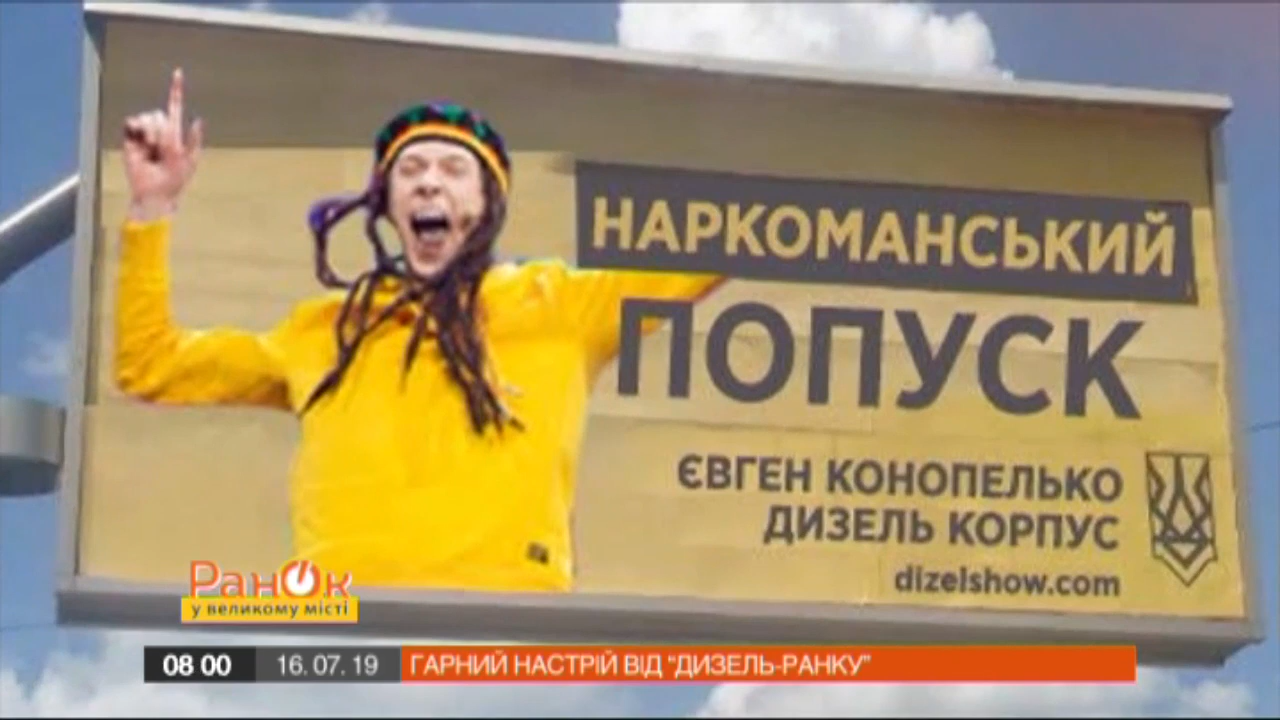 НАРКОМАНСЬКИЙ
ПОПУСК
ЄВГЕН КОНОПЕЛЬКО
ДИЗЕЛЬ КОРПУС
dizelshow.com
Ранок
у великому місті
08 00 16. 07. 19 ГАРНИЙ НАСТРІЙ ВІД “ДИЗЕЛЬ-РАНКУ”